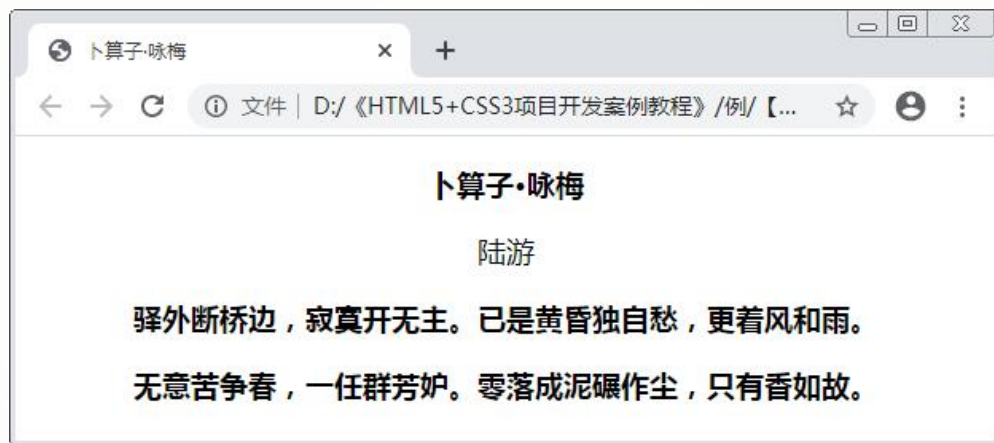 卜算子·咏梅
文件 | D:/《HTML5+CSS3项目开发案例教程》/例/【...
卜算子·咏梅
陆游
驿外断桥边，寂寞开无主。已是黄昏独自愁，更着风和雨。
无意苦争春，一任群芳妒。零落成泥碾作尘，只有香如故。